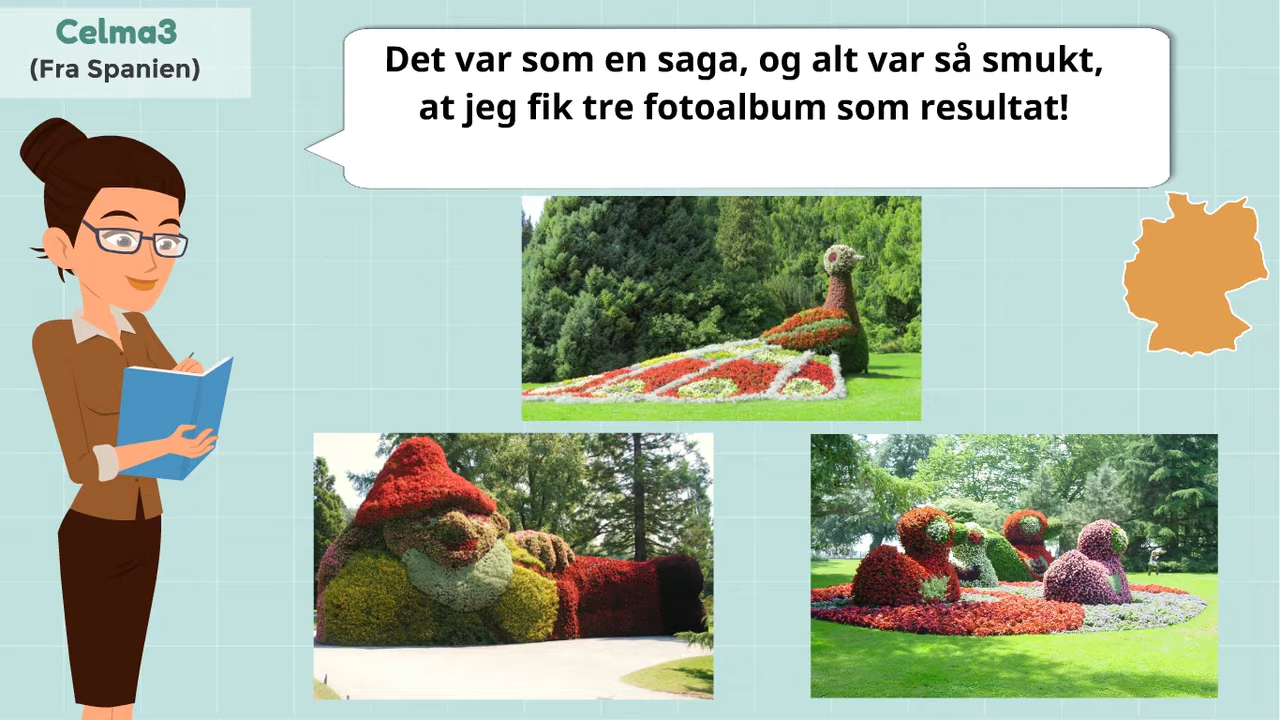 Celma3
(Fra Spanien)
Det var som en saga, og alt var så smukt,
at jeg fik tre fotoalbum som resultat!